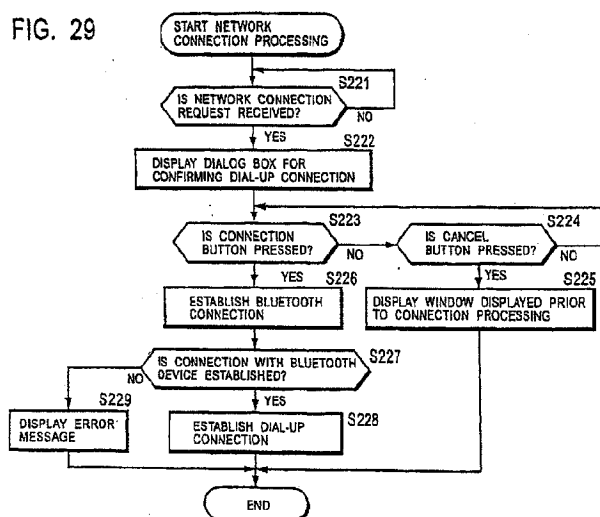 FIG. 29
START NETWORK
CONNECTION PROCESSING
S221
IS NETWORK CONNECTION
REQUEST RECEIVED?
NO
YES
S222
DISPLAY DIALOG BOX FOR
CONFIRMING DIAL-UP CONNECTION
S223
IS CONNECTION
BUTTON PRESSED?
NO
S224
IS CANCEL
BUTTON PRESSED?
NO
YES
S226
YES
S225
ESTABLISH BLUETOOTH
CONNECTION
DISPLAY WINDOW DISPLAYED PRIOR
TO CONNECTION PROCESSING
S227
IS CONNECTION WITH BLUETOOTH
DEVICE ESTABLISHED?
NO
YES
S229
DISPLAY ERROR
MESSAGE
S228
ESTABLISH DIAL-UP
CONNECTION
END